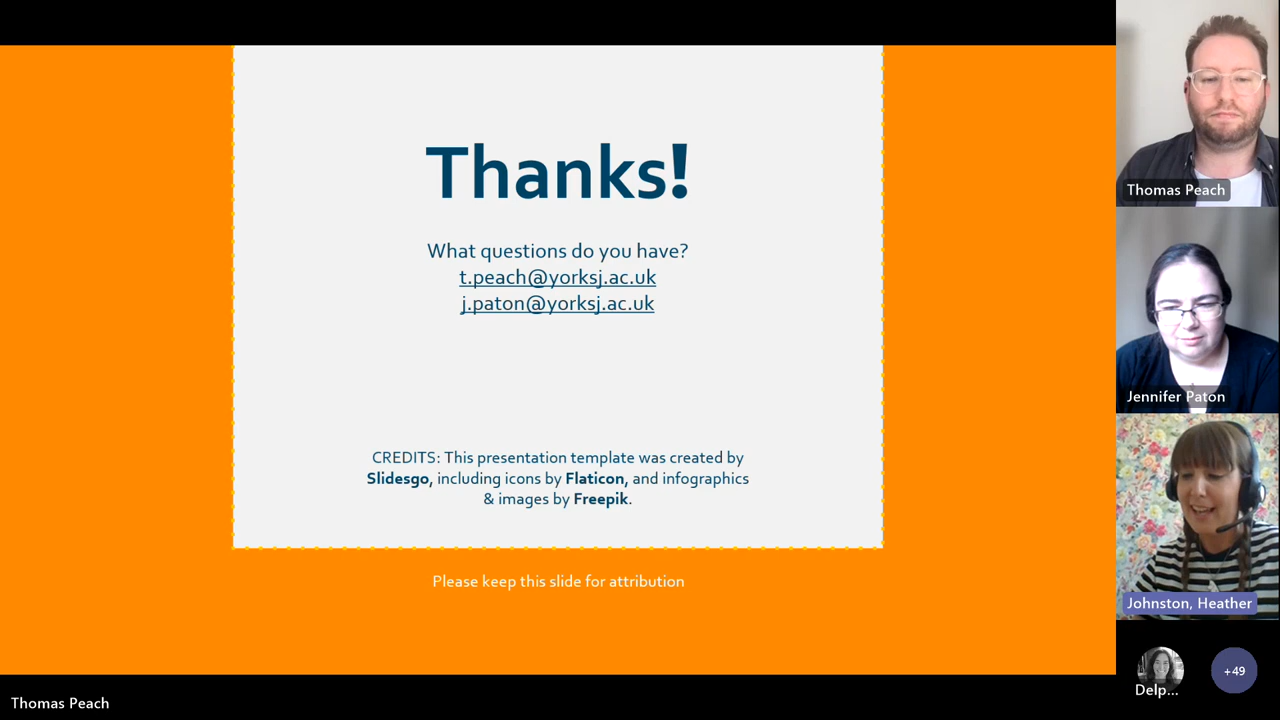 Thanks!
What questions do you have?
t.peach@yorksj.ac.uk
j.paton@yorksj.ac.uk
CREDITS: This presentation template was created by
Slidesgo, including icons by Flaticon, and infographics
& images by Freepik.
Please keep this slide for attribution
Thomas Peach
Thomas Peach
Jennifer Paton
Johnston, Heather
Delp...
+49